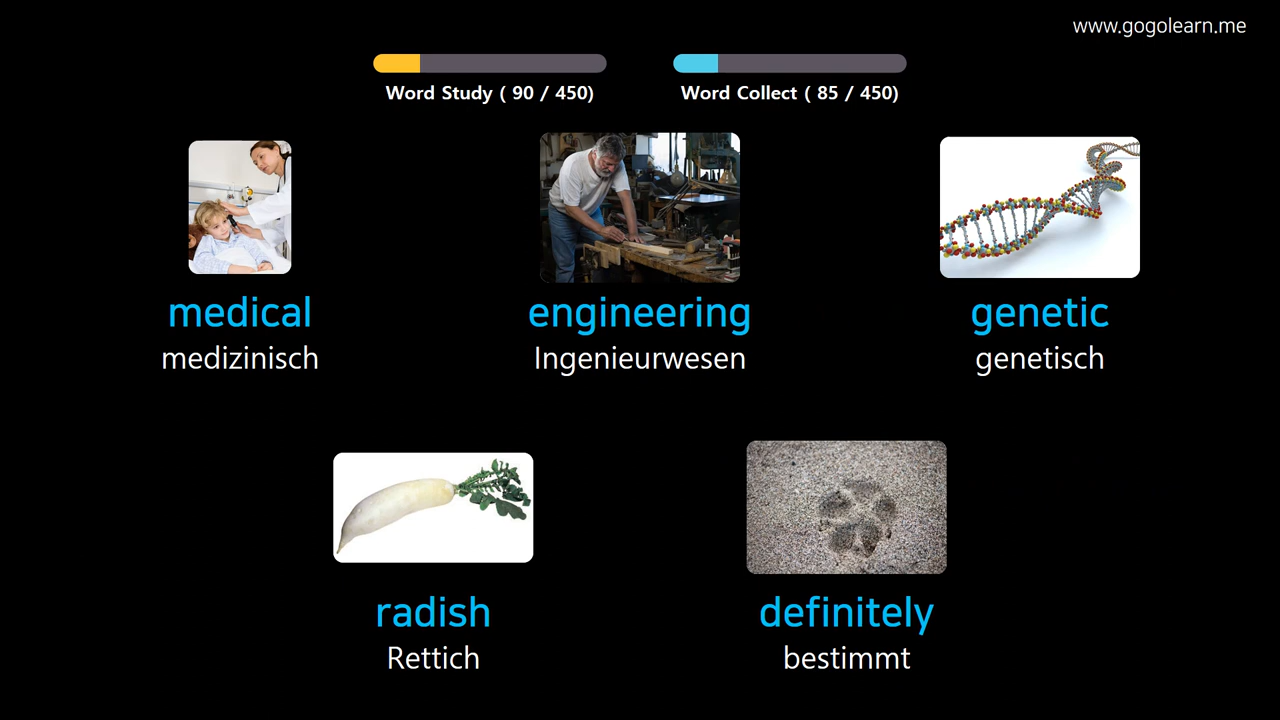 www.gogolearn.me
Word Study ( 90 / 450)
Word Collect ( 85 / 450)
medical
medizinisch
engineering
Ingenieurwesen
genetic
genetisch
radish
Rettich
definitely
bestimmt